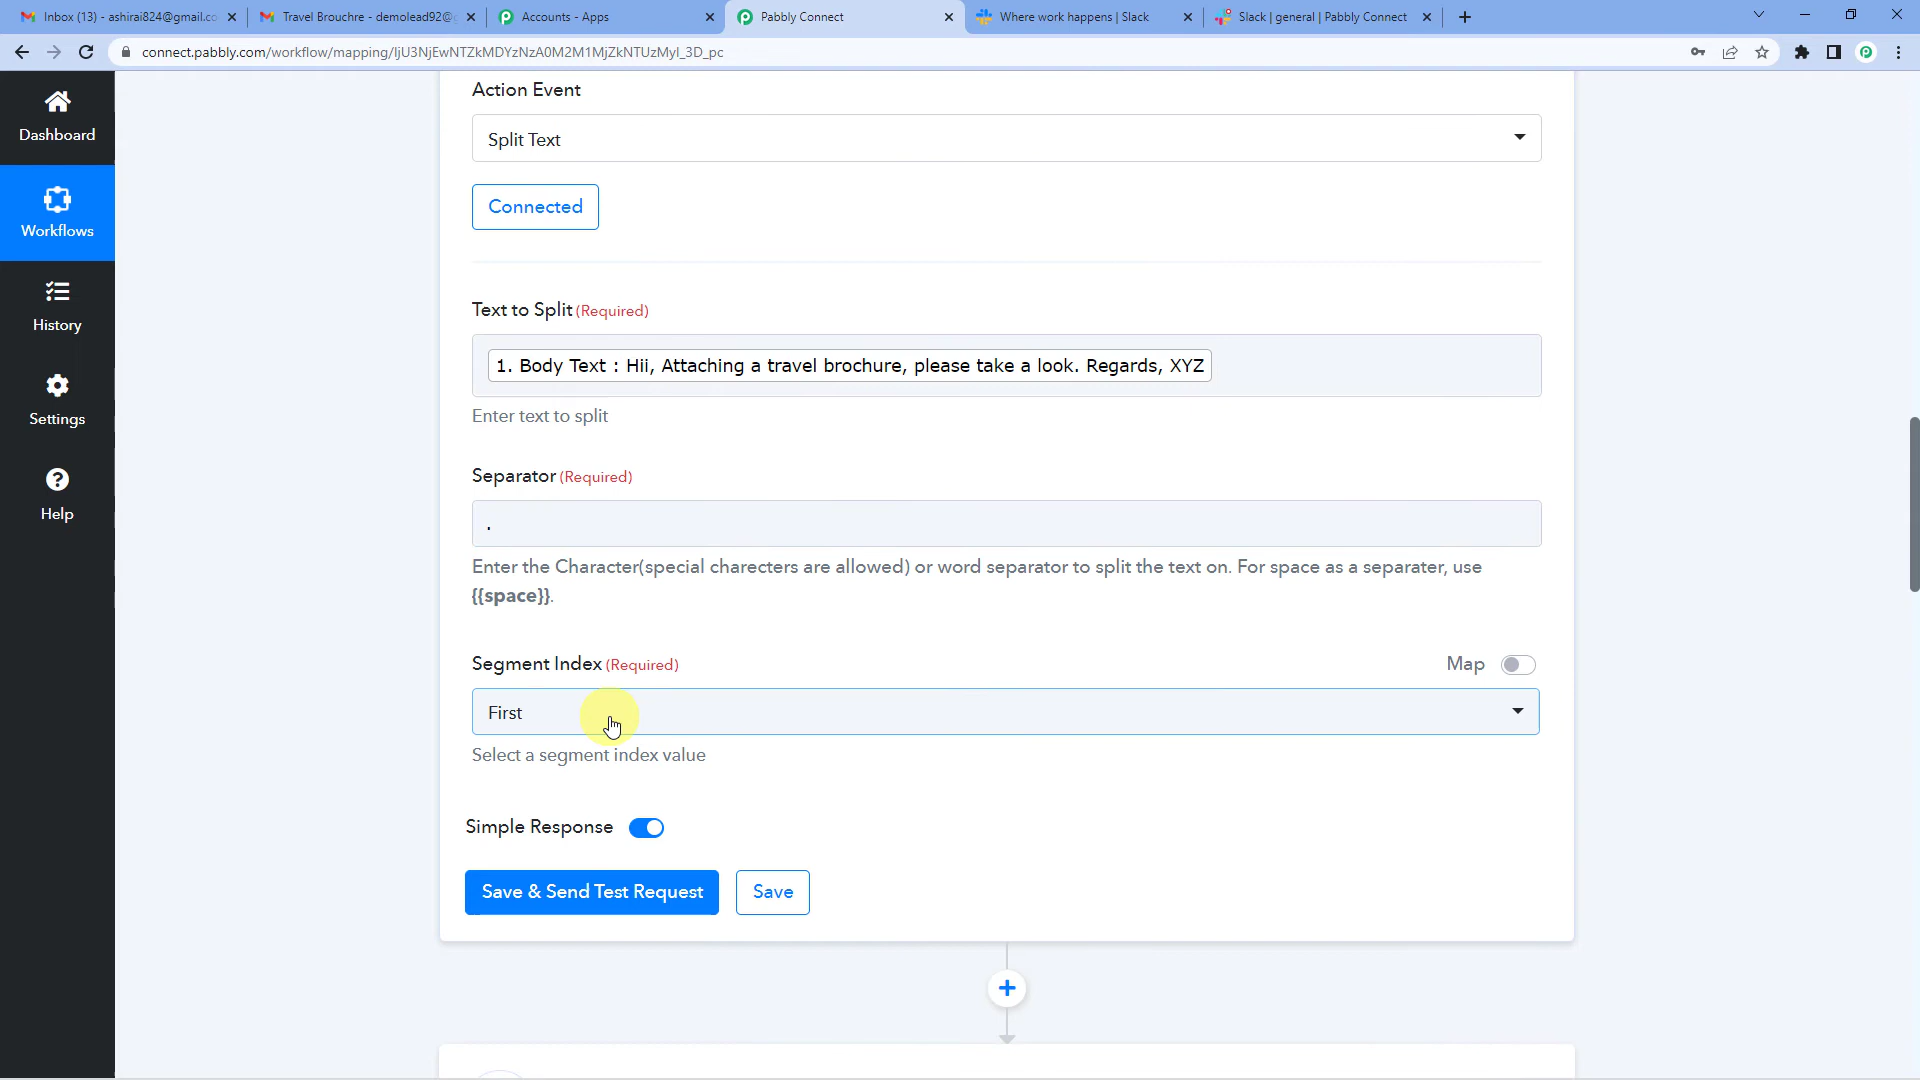 Inbox (13) - ashirai824@gmail.co
Travel Brouchre - demolead92@g
Accounts - Apps
Pabbly Connect
Where work happens | Slack
Slack | general | Pabbly Connect
connect.pabbly.com/workflow/mapping/IjU3NjEwNTZkMDYzNzA0M2M1MjZkNTUzMyI_3D_pc
Dashboard
Workflows
History
Settings
Help
Action Event
Split Text
Connected
Text to Split (Required)
1. Body Text : Hii, Attaching a travel brochure, please take a look. Regards, XYZ
Enter text to split
Separator (Required)
.
Enter the Character(special charecters are allowed) or word separator to split the text on. For space as a separater, use
{{space}}.
Segment Index (Required)
Map
First
Select a segment index value
Simple Response
Save & Send Test Request
Save